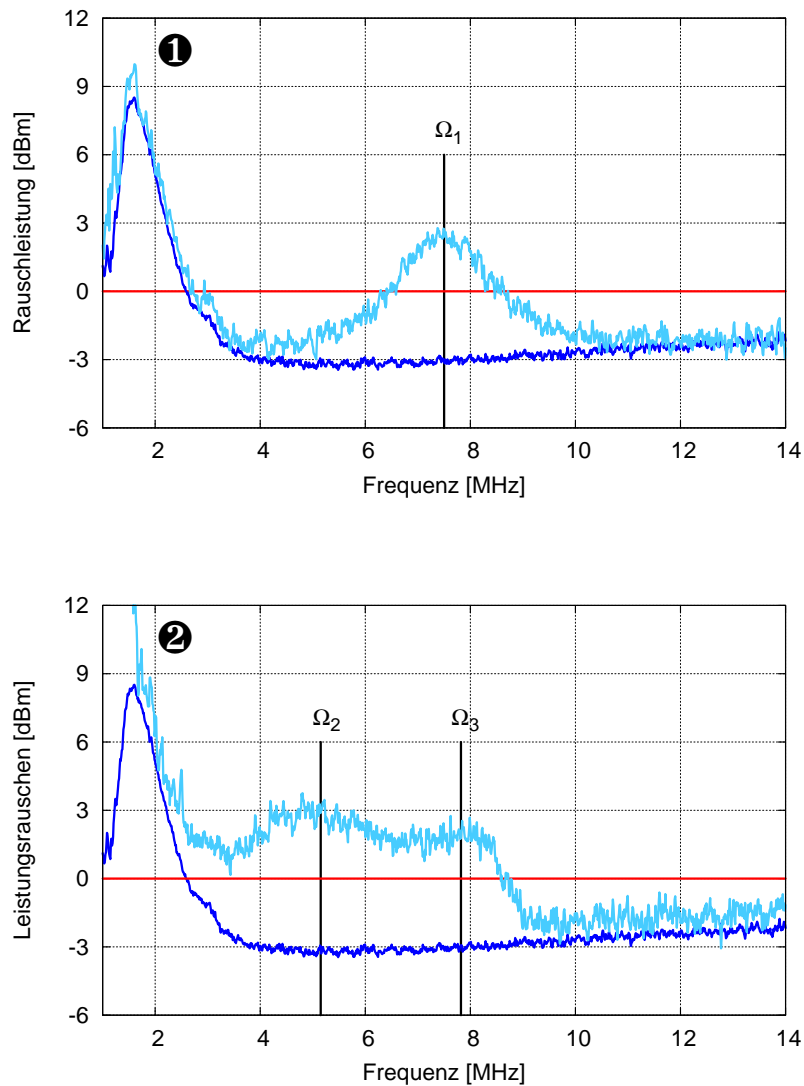 ❶
12
9
6
3
0
-3
-6
Rauschleistung [dBm]
Ω1
2 4 6 8 10 12 14
Frequenz [MHz]
❷
12
9
6
3
0
-3
-6
Leistungsrauschen [dBm]
Ω2 Ω3
2 4 6 8 10 12 14
Frequenz [MHz]